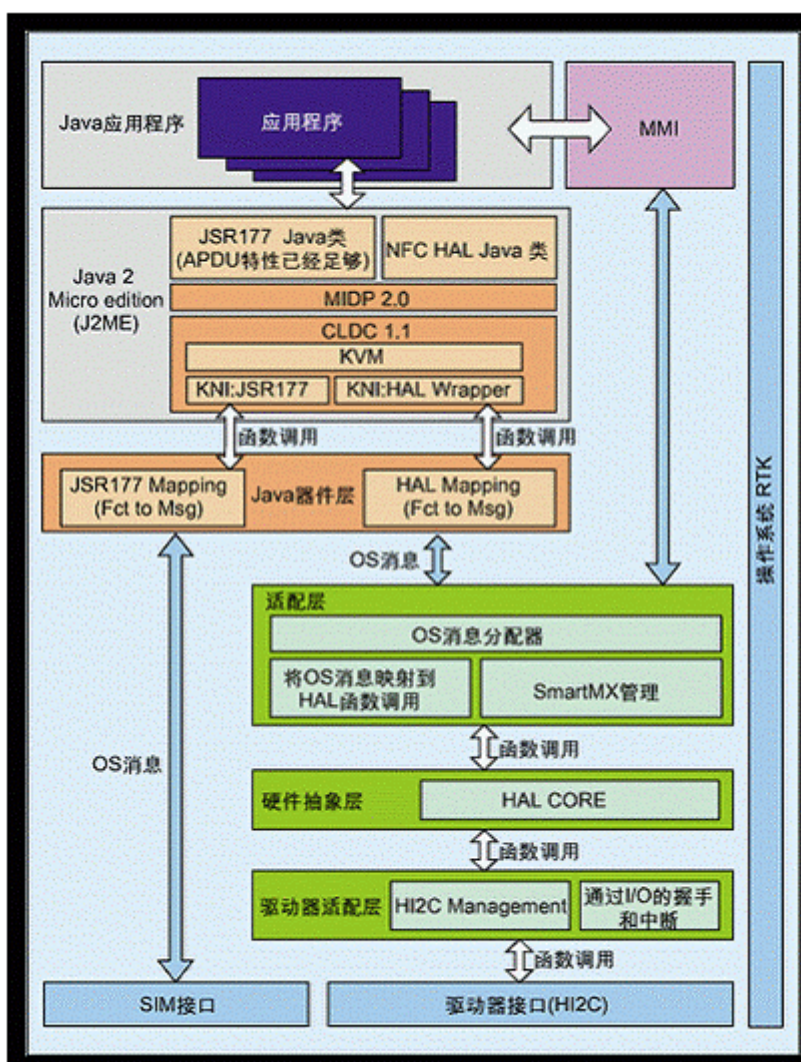 Java应用程序
应用程序
MMI
Java 2
Micro edition
(J2ME)
JSR177 Java类
(APDU特性已经足够)
NFC HAL Java 类
MIDP 2.0
CLDC 1.1
KVM
KNI:JSR177
KNI:HAL Wrapper
函数调用
函数调用
JSR177 Mapping
(Fct to Msg)
Java器件层
HAL Mapping
(Fct to Msg)
OS消息
适配层
OS消息分配器
将OS消息映射到
HAL函数调用
SmartMX管理
OS消息
函数调用
硬件抽象层
HAL CORE
函数调用
驱动器适配层
HI2C Management
通过I/O的握手
和中断
函数调用
SIM接口
驱动器接口(HI2C)
操作系统 RTK